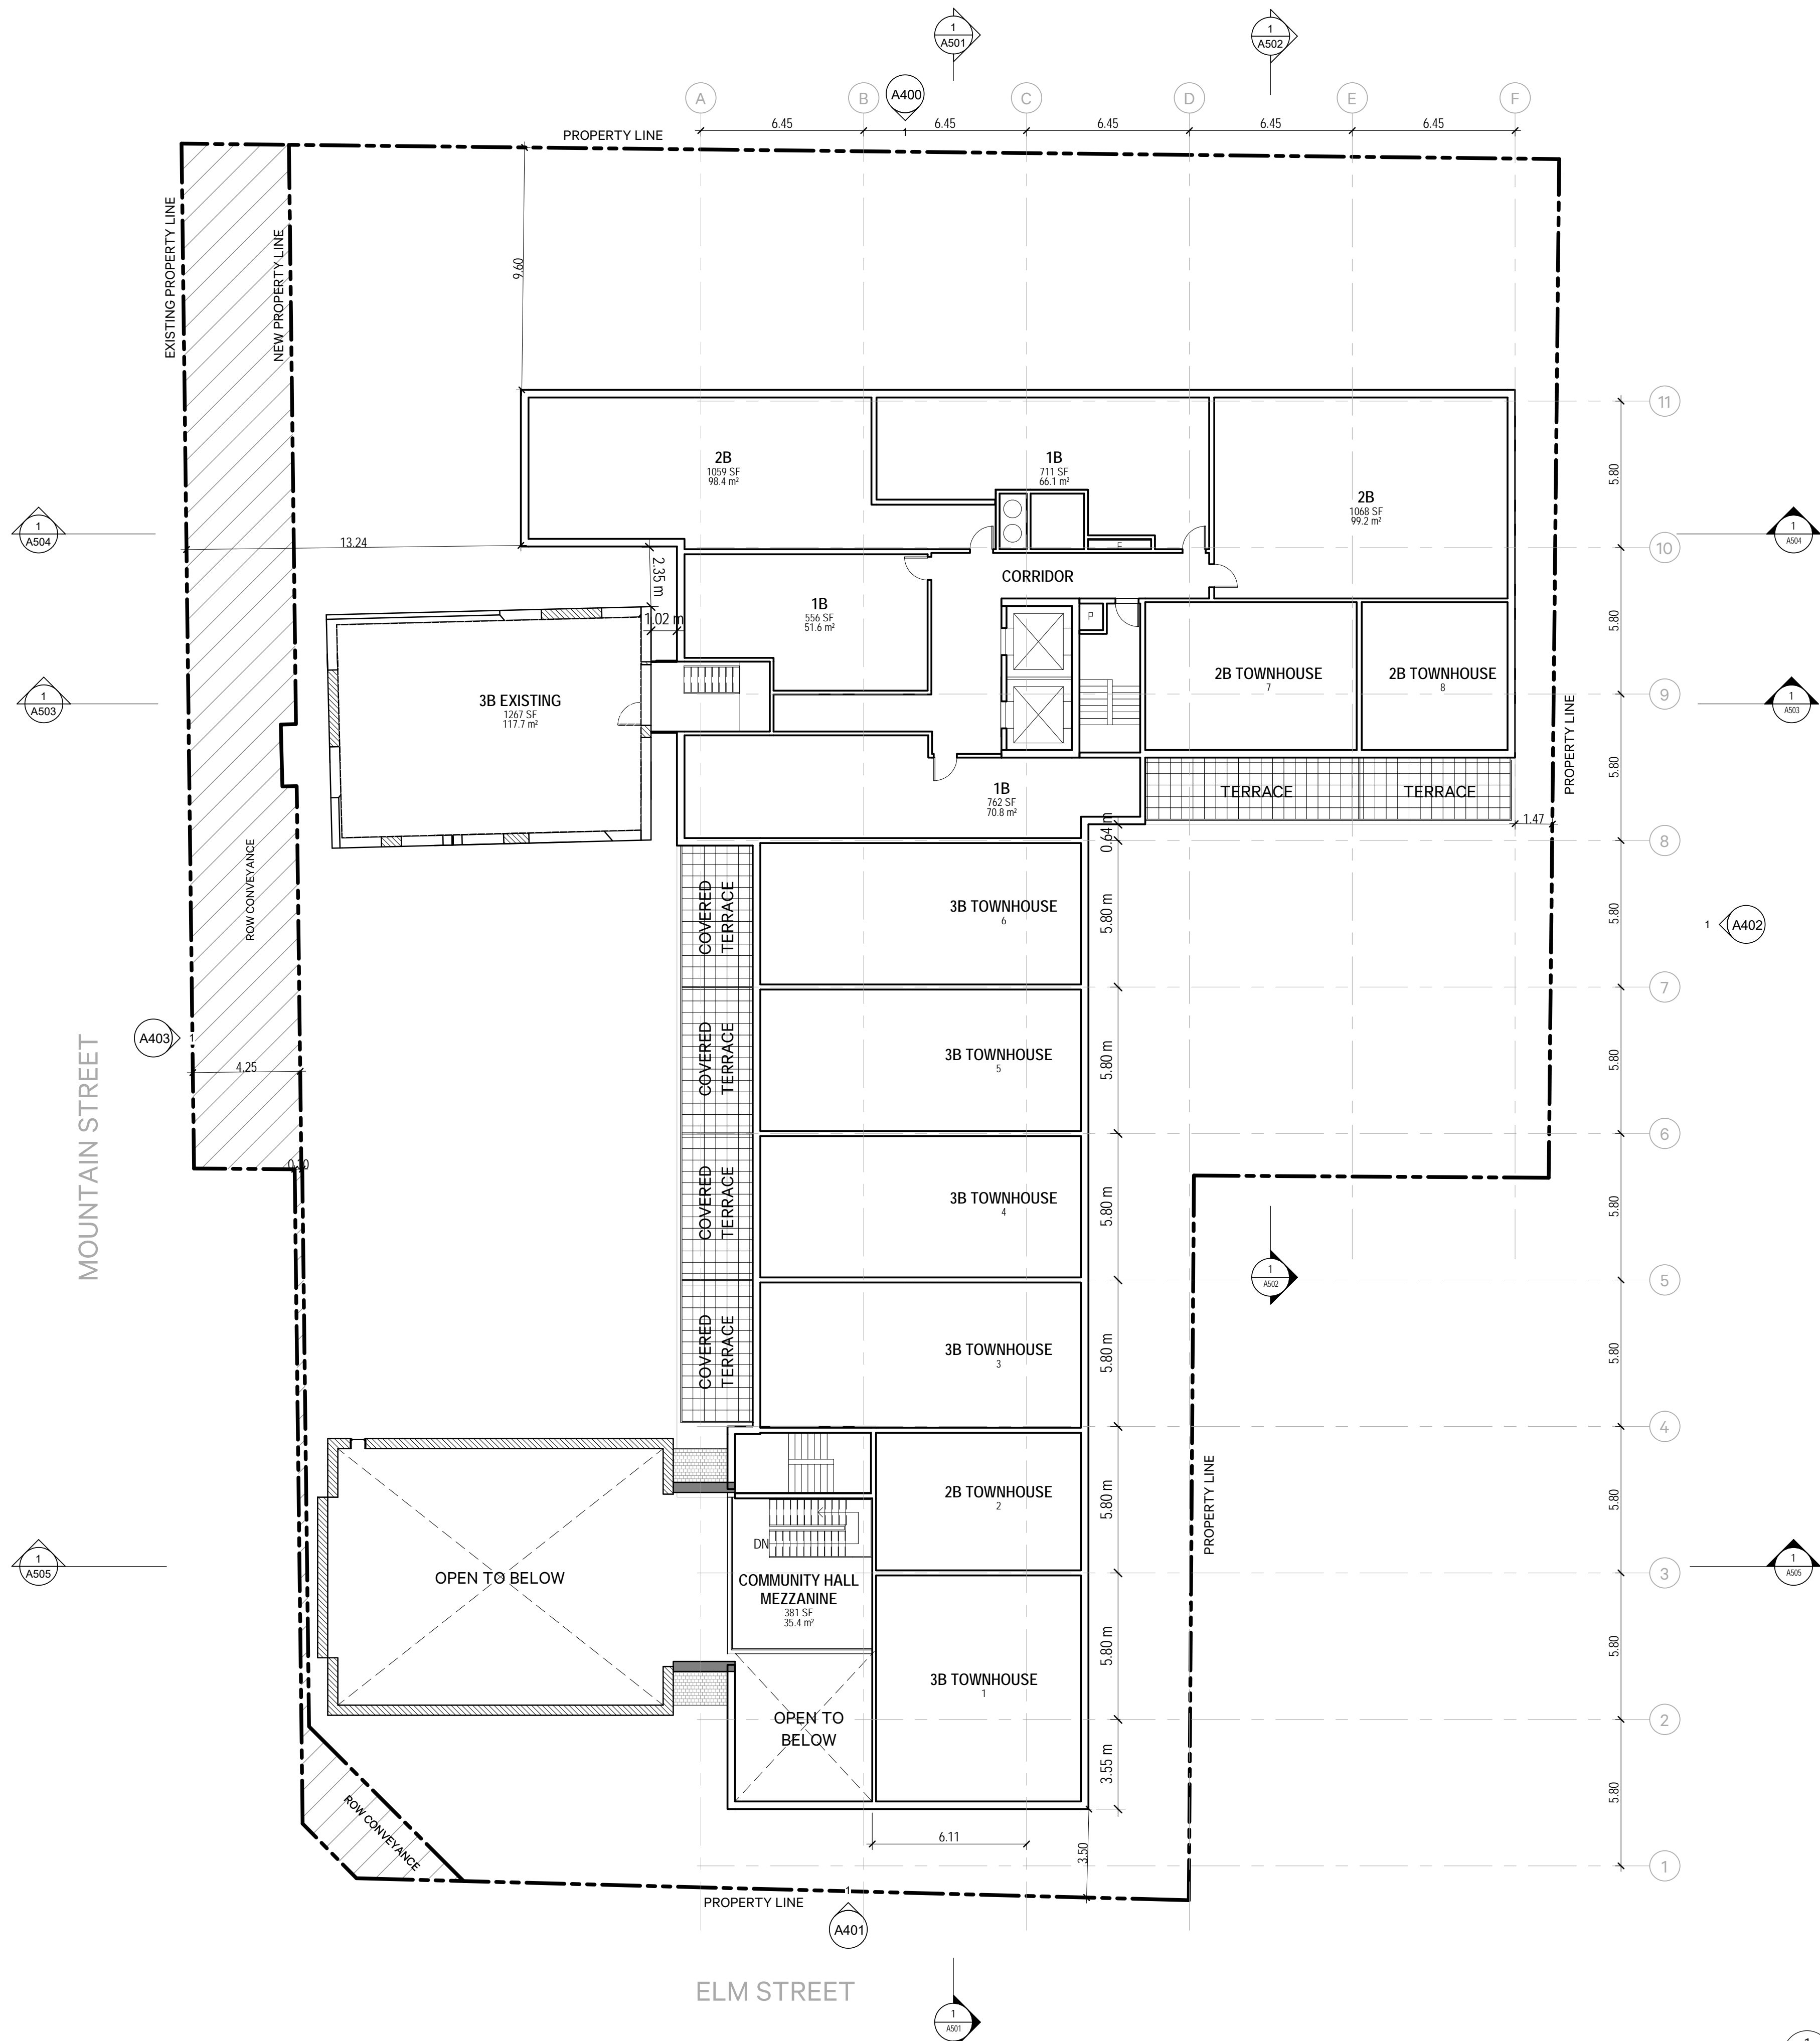 1
A501
1
A502
A
B
A400
1
C
D
E
F
6.45
6.45
6.45
6.45
6.45
PROPERTY LINE
EXISTING PROPERTY LINE
NEW PROPERTY LINE
9.60
11
2B
1059 SF
98.4 m²
1B
711 SF
66.1 m²
2B
1068 SF
99.2 m²
5.80
1
A504
13.24
1
A504
10
2.35 m
CORRIDOR
1B
556 SF
51.6 m²
1.02 m
P
5.80
3B EXISTING
1267 SF
117.7 m²
2B TOWNHOUSE
7
2B TOWNHOUSE
8
1
A503
1
A503
9
PROPERTY LINE
5.80
1B
762 SF
70.8 m²
TERRACE
TERRACE
1.47
0.64 m
8
ROW CONVEYANCE
COVERED
TERRACE
3B TOWNHOUSE
6
5.80 m
5.80
1
A402
7
A403
1
4.25
MOUNTAIN STREET
COVERED
TERRACE
3B TOWNHOUSE
5
5.80 m
5.80
6
0.30
COVERED
TERRACE
3B TOWNHOUSE
4
5.80 m
5.80
1
A502
5
COVERED
TERRACE
3B TOWNHOUSE
3
5.80 m
5.80
4
2B TOWNHOUSE
2
5.80 m
5.80
PROPERTY LINE
DN
1
A505
OPEN TO BELOW
COMMUNITY HALL
MEZZANINE
381 SF
35.4 m²
1
A505
3
3B TOWNHOUSE
1
5.80 m
5.80
OPEN TO
BELOW
2
3.55 m
5.80
ROW CONVEYANCE
6.11
3.50
1
PROPERTY LINE
1
A401
ELM STREET
1
A501